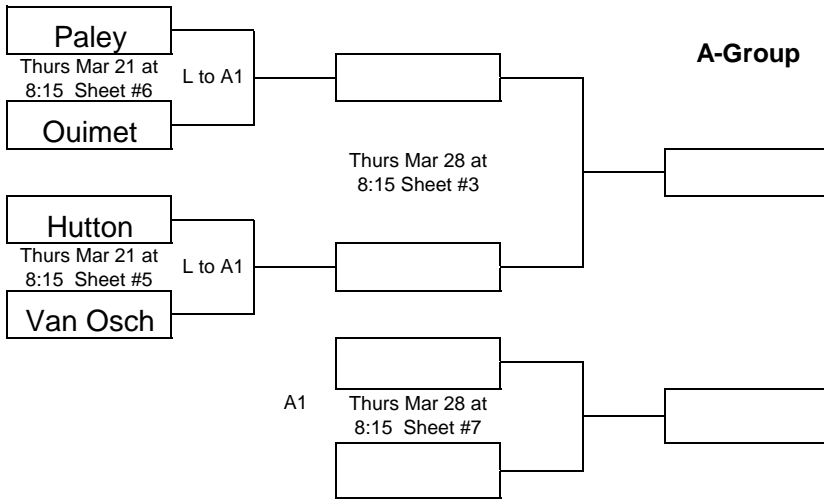 Paley
A-Group
Thurs Mar 21 at
8:15 Sheet #6
L to A1
Ouimet
Thurs Mar 28 at
8:15 Sheet #3
Hutton
Thurs Mar 21 at
8:15 Sheet #5
L to A1
Van Osch
A1
Thurs Mar 28 at
8:15 Sheet #7